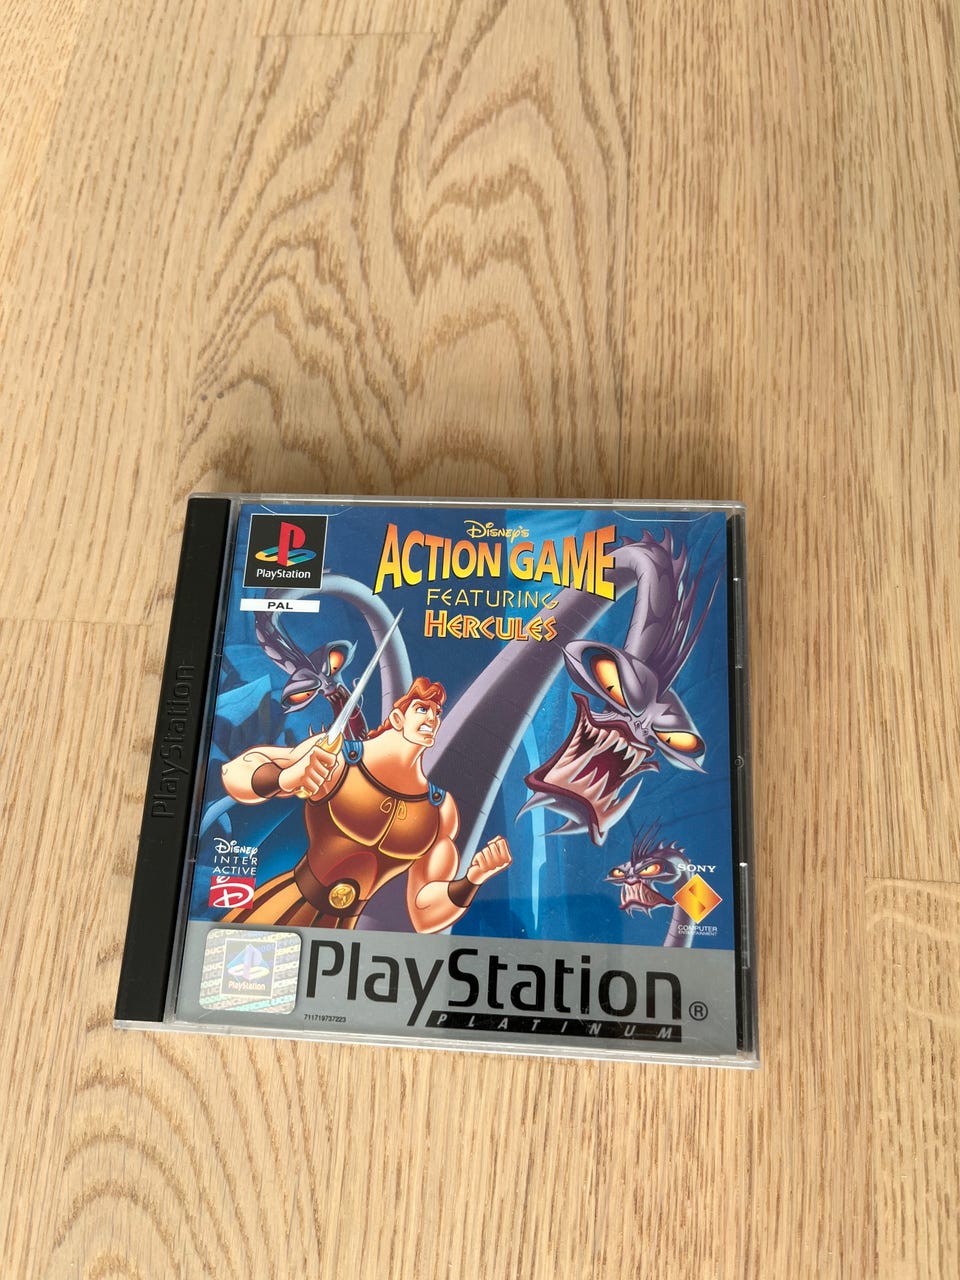 PlayStation
PAL
Disney's
ACTION GAME
FEATURING
HERCULES
PlayStation
Disney
INTER
ACTIVE
D
SONY
COMPUTER
ENTERTAINMENT
PlayStation
PlayStation®
PLATINUM
711719737223